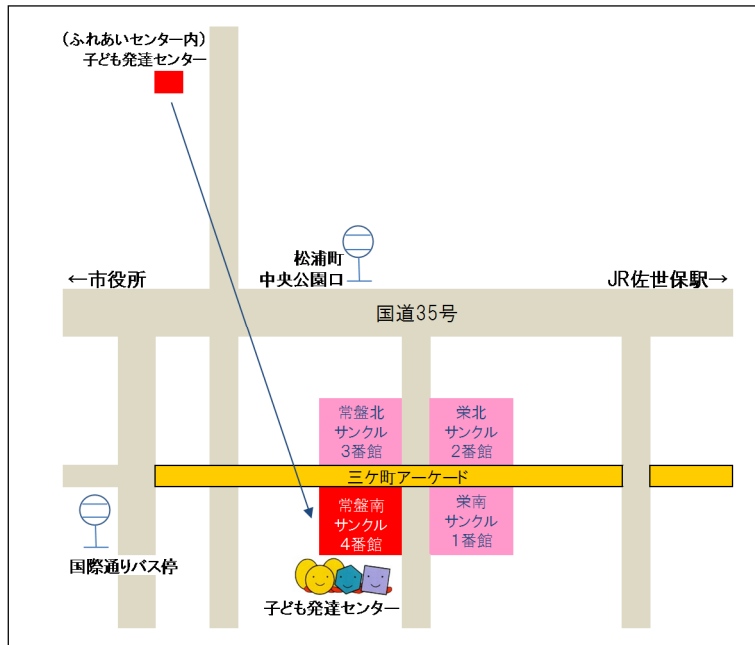 （ふれあいセンター内）
子ども発達センター
松浦町
中央公園口
←市役所
JR佐世保駅→
国道35号
常盤北
サンクル
3番館
栄北
サンクル
2番館
三ケ町アーケード
常盤南
サンクル
4番館
栄南
サンクル
1番館
国際通りバス停
子ども発達センター